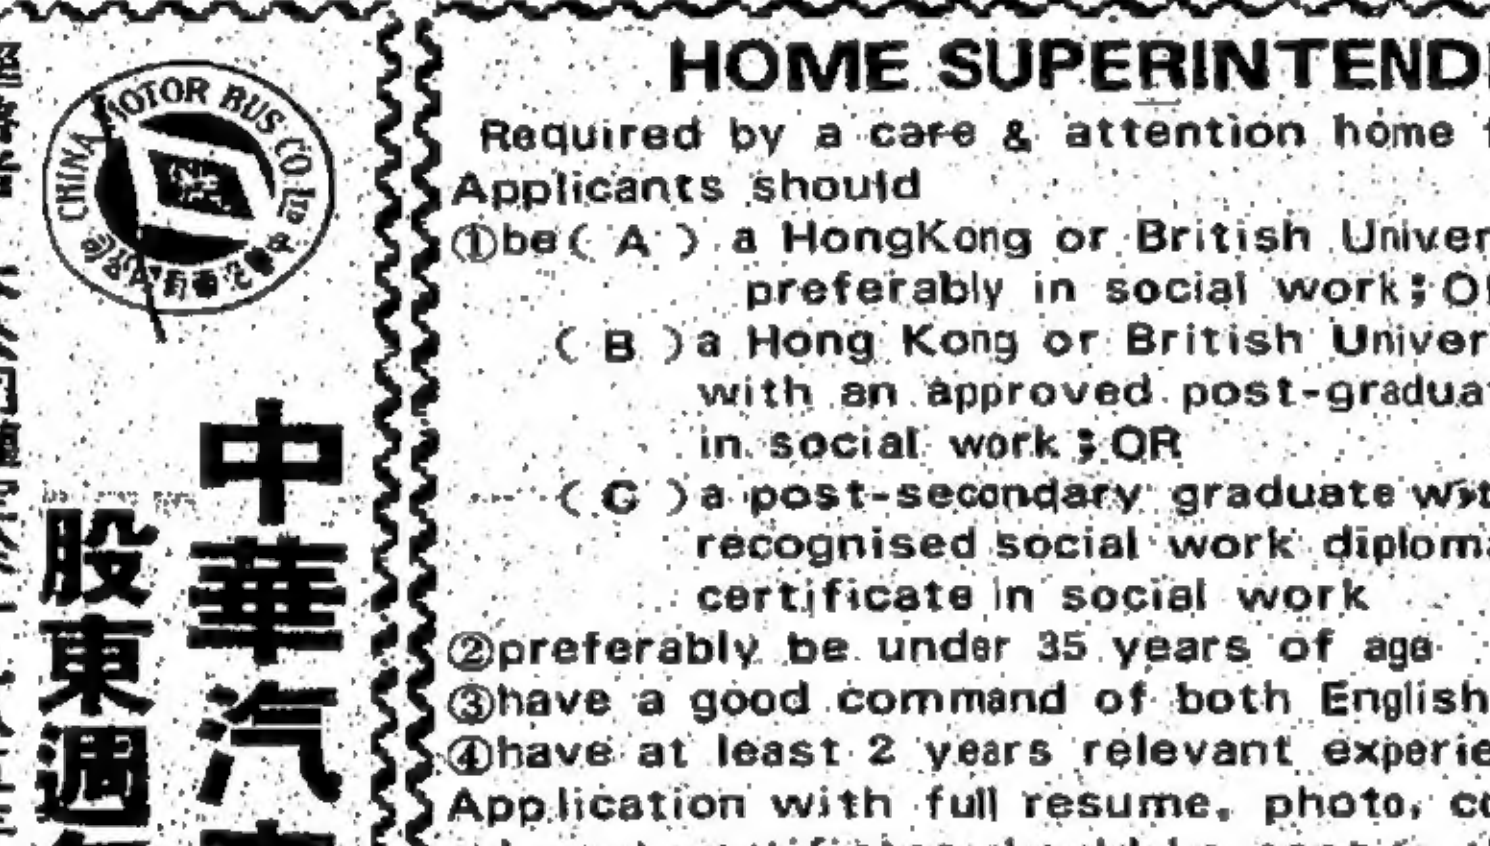 CHINA MOTOR BUS CO. Ltd
中華汽
股東週
HOME SUPERINTEND
Required by a care & attention home
Applicants should
①be( A ) a HongKong or British Univer
preferably in social work; OR
( B )a Hong Kong or British Univer
with an approved post-gradua
in social work ; OR
( C )a post-secondary graduate wit
recognised social work diplom
certificate in social work
②preferably be under 35 years of age
③have a good command of both English
④have at least 2 years relevant experie
Application with full resume, photo, co